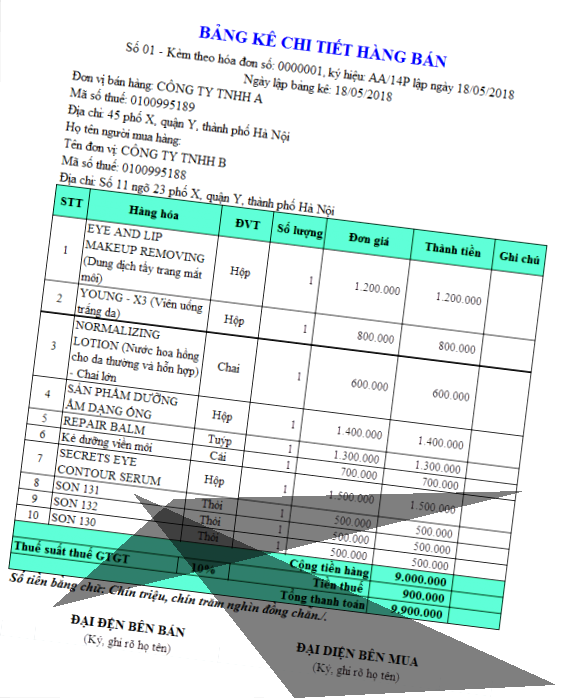 BẢNG KÊ CHI TIẾT HÀNG BÁN
Số 01 - Kèm theo hóa đơn số: 0000001, ký hiệu: AA/14P lập ngày 18/05/2018
Ngày lập bảng kê: 18/05/2018
Đơn vị bán hàng: CÔNG TY TNHH A
Mã số thuế: 0100995189
Địa chỉ: 45 phố X, quận Y, thành phố Hà Nội
Họ tên người mua hàng:
Tên đơn vị: CÔNG TY TNHH B
Mã số thuế: 0100995188
Địa chỉ: Số 11 ngõ 23 phố X, quận Y, thành phố Hà Nội
STT Hàng hóa ĐVT Số lượng Đơn giá Thành tiền Ghi chú
1 EYE AND LIP MAKEUP REMOVING (Dung dịch tẩy trang mắt môi) Hộp 1 1.200.000 1.200.000
2 YOUNG - X3 (Viên uống trắng da) Hộp 1 800.000 800.000
3 NORMALIZING LOTION (Nước hoa hồng cho da thường và hỗn hợp) - Chai lớn Chai 1 600.000 600.000
4 SẢN PHẨM DƯỠNG ẨM DẠNG ỐNG Hộp 1 1.400.000 1.400.000
5 REPAIR BALM Tuýp 1 1.300.000 1.300.000
6 Kẻ dưỡng viền môi Cái 1 700.000 700.000
7 SECRETS EYE CONTOUR SERUM Hộp 1 1.500.000 1.500.000
8 SON 131 Thỏi 1 500.000 500.000
9 SON 132 Thỏi 1 500.000 500.000
10 SON 130 Thỏi 1 500.000 500.000
Cộng tiền hàng 9.000.000
Thuế suất thuế GTGT 10% Tiền thuế 900.000
Tổng thanh toán 9.900.000
Số tiền bằng chữ: Chín triệu, chín trăm nghìn đồng chẵn./.
ĐẠI DIỆN BÊN BÁN ĐẠI DIỆN BÊN MUA
(Ký, ghi rõ họ tên) (Ký, ghi rõ họ tên)